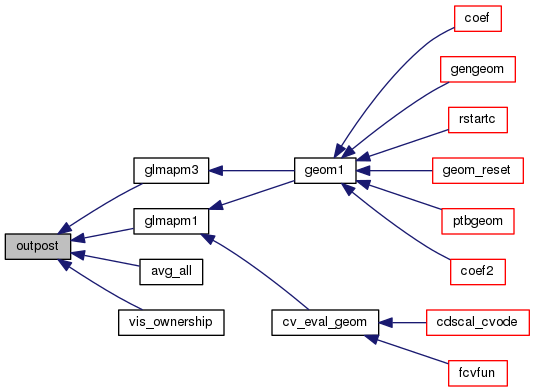 coef
gengeom
rstartc
glmapm3
geom1
geom_reset
glmapm1
ptbgeom
outpost
avg_all
coef2
vis_ownership
cv_eval_geom
cdscal_cvode
fcvfun